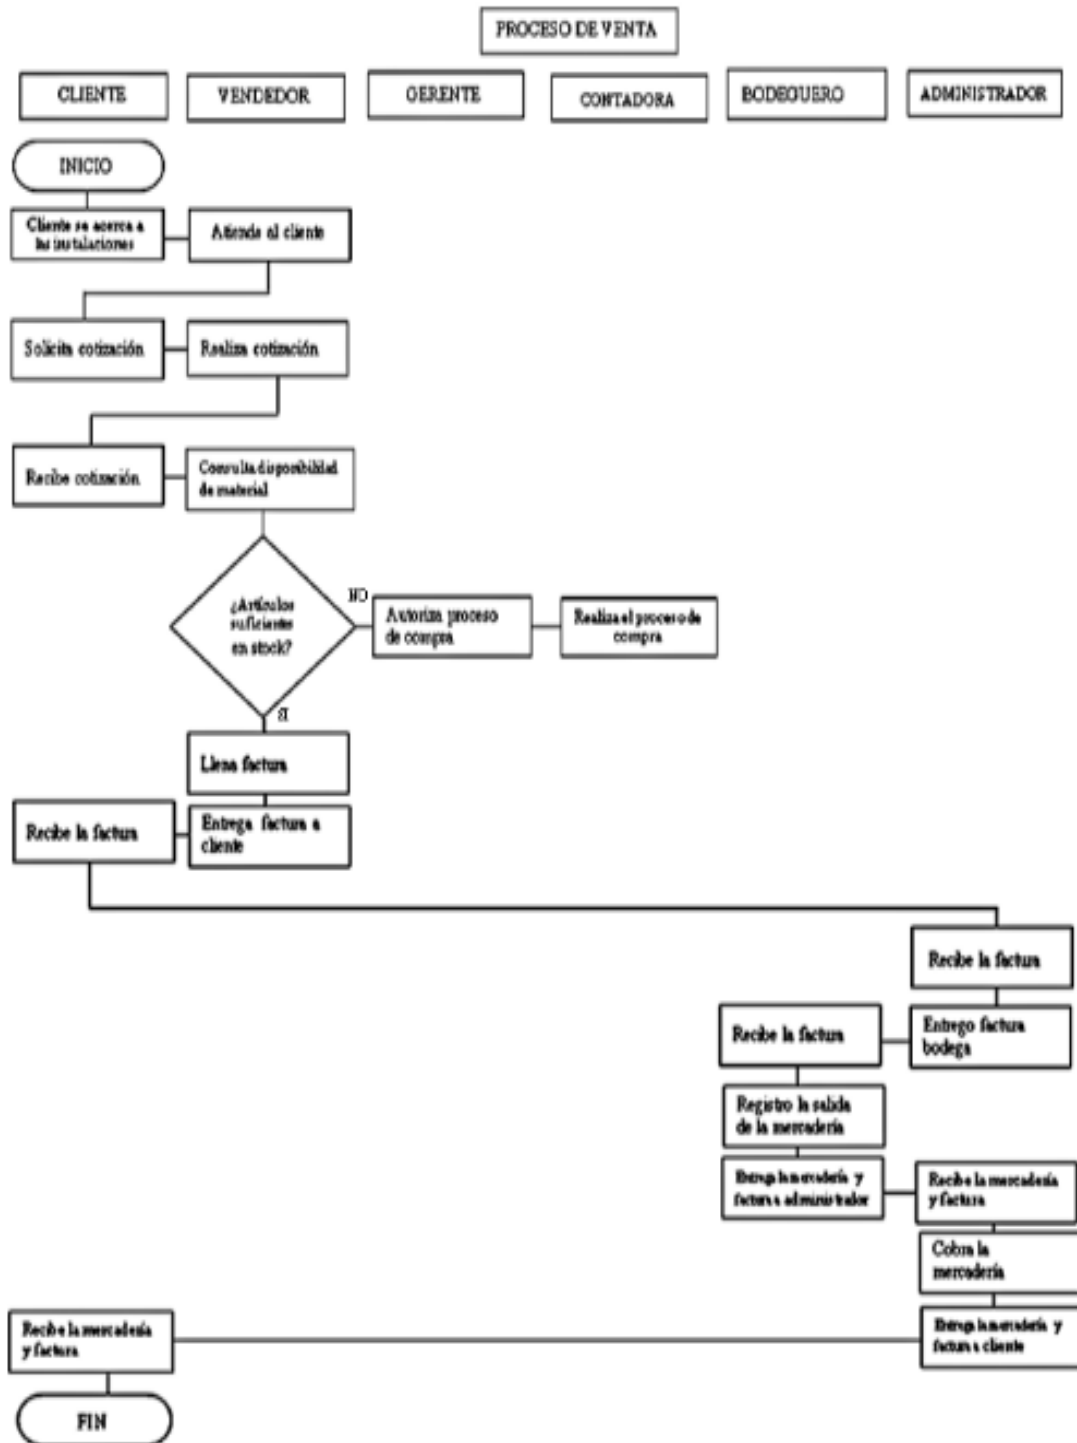 PROCESO DE VENTA
CLIENTE
VENDEDOR
GERENTE
CONTADORA
BODEGUERO
ADMINISTRADOR
INICIO
Cliente se acerca a
las instalaciones
Atiende al cliente
Solicita cotización
Realiza cotización
Recibe cotización
Consulta disponibilidad
de material
¿Artículos
suficientes
en stock?
NO
Autoriza proceso
de compra
Realiza el proceso de
compra
SI
Llena factura
Recibe la factura
Entrega factura a
cliente
Recibe la factura
Recibe la factura
Entrego factura
bodega
Registro la salida
de la mercadería
Entrega la mercadería y
factura a administrador
Recibe la mercadería
y factura
Cobra la
mercadería
Recibe la mercadería
y factura
Entrega la mercadería y
factura a cliente
FIN